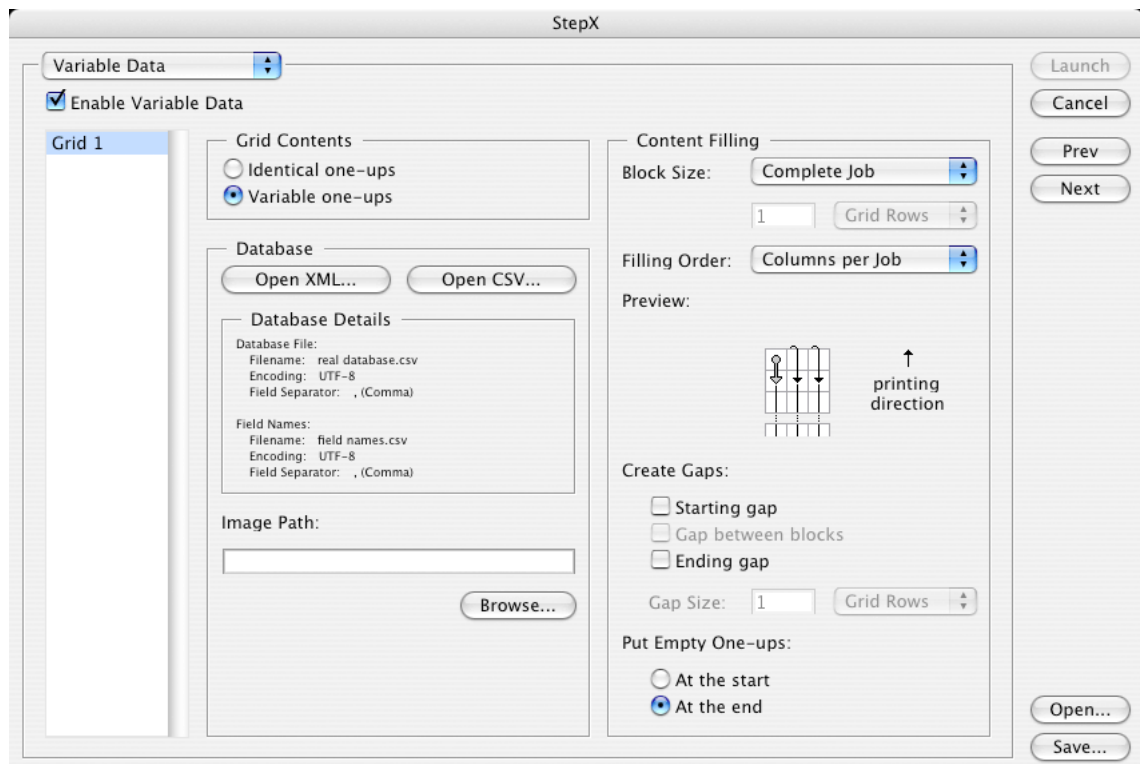 StepX
Variable Data
Enable Variable Data
Grid 1
Grid Contents
Identical one-ups
Variable one-ups
Database
Open XML...
Open CSV...
Database Details
Database File:
Filename: real database.csv
Encoding: UTF-8
Field Separator: , (Comma)
Field Names:
Filename: field names.csv
Encoding: UTF-8
Field Separator: , (Comma)
Image Path:
Browse...
Content Filling
Block Size: Complete Job
1 Grid Rows
Filling Order: Columns per Job
Preview:
printing
direction
Create Gaps:
Starting gap
Gap between blocks
Ending gap
Gap Size: 1 Grid Rows
Put Empty One-ups:
At the start
At the end
Launch
Cancel
Prev
Next
Open...
Save...